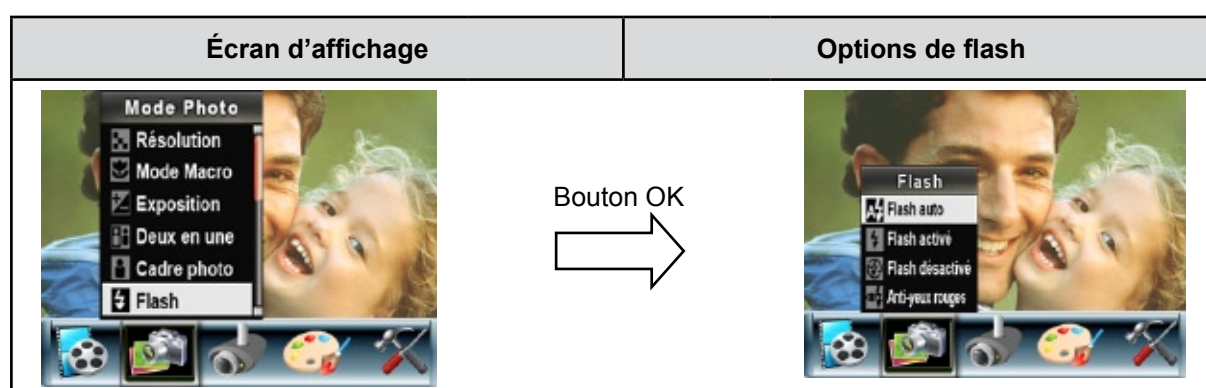 Écran d’affichage
Options de flash
Mode Photo
Résolution
Mode Macro
Exposition
Deux en une
Cadre photo
Flash
Bouton OK
Flash
Flash auto
Flash activé
Flash désactivé
Anti-yeux rouges